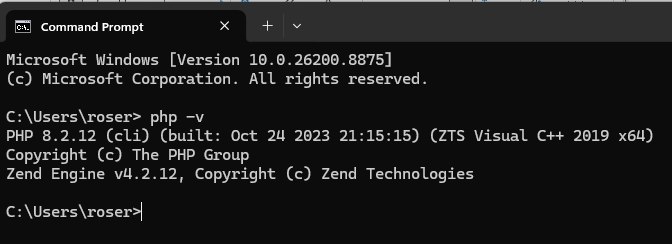 Command Prompt
Microsoft Windows [Version 10.0.26200.8875]
(c) Microsoft Corporation. All rights reserved.
C:\Users\roser> php -v
PHP 8.2.12 (cli) (built: Oct 24 2023 21:15:15) (ZTS Visual C++ 2019 x64)
Copyright (c) The PHP Group
Zend Engine v4.2.12, Copyright (c) Zend Technologies
C:\Users\roser>